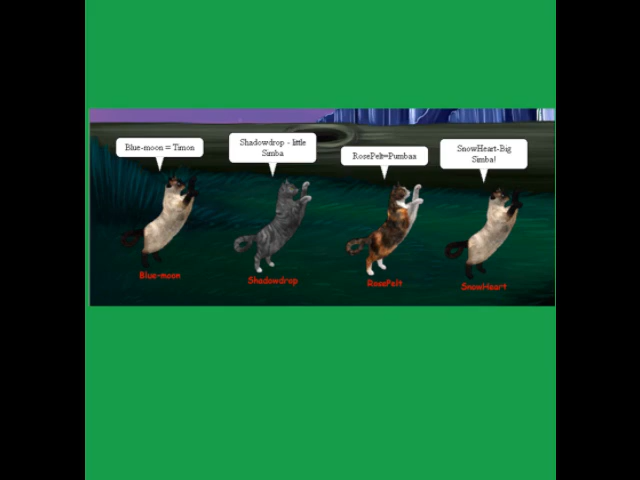 Blue-moon = Timon
Shadowdrop - little
Simba
RosePelt=Pumbaa
SnowHeart-Big
Simba!
Blue-moon
Shadowdrop
RosePelt
SnowHeart